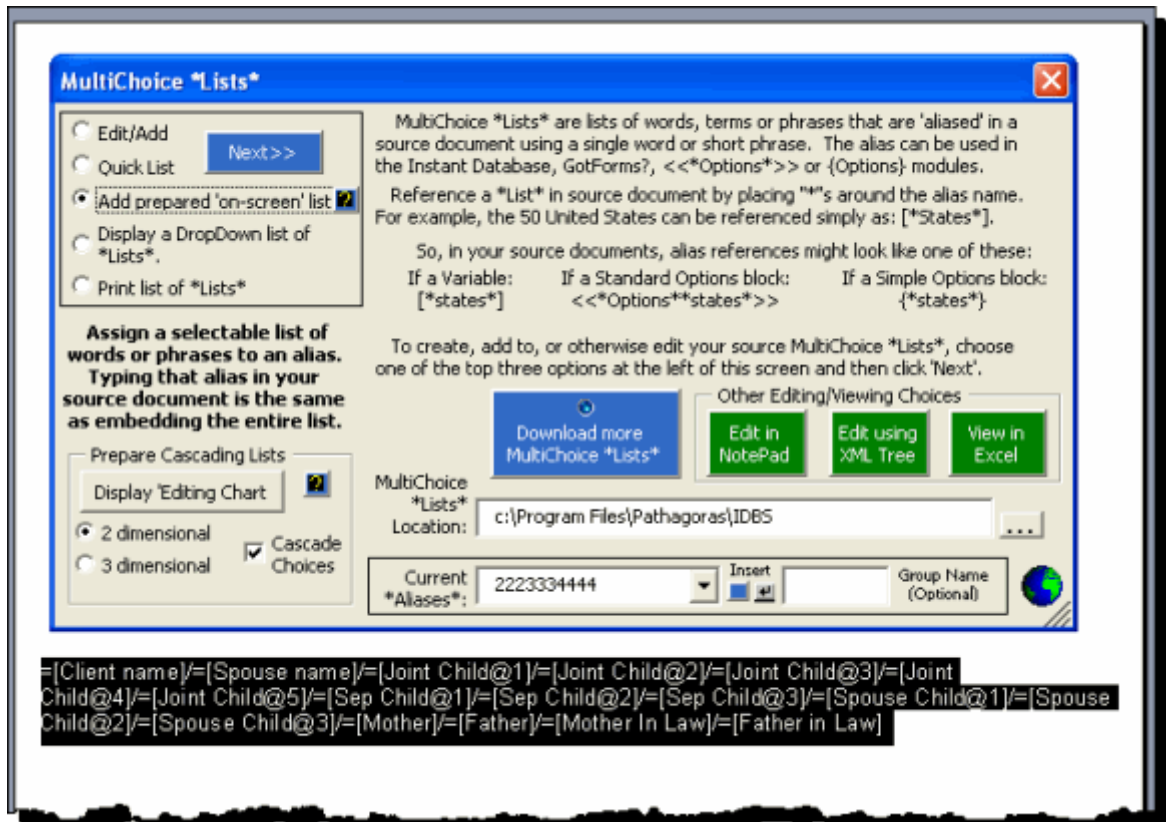 MultiChoice *Lists*
Edit/Add
Next>>
Quick List
Add prepared 'on-screen' list
Display a DropDown list of
*Lists*.
Print list of *Lists*
Assign a selectable list of
words or phrases to an alias.
Typing that alias in your
source document is the same
as embedding the entire list.
Prepare Cascading Lists
Display 'Editing Chart
2 dimensional
3 dimensional
Cascade
Choices
MultiChoice *Lists* are lists of words, terms or phrases that are 'aliased' in a
source document using a single word or short phrase. The alias can be used in
the Instant Database, GotForms?, <<*Options*>> or {Options} modules.
Reference a *List* in source document by placing "*"s around the alias name.
For example, the 50 United States can be referenced simply as: [*States*].
So, in your source documents, alias references might look like one of these:
If a Variable: If a Standard Options block: If a Simple Options block:
[*states*] <<*Options**states*>> {*states*}
To create, add to, or otherwise edit your source MultiChoice *Lists*, choose
one of the top three options at the left of this screen and then click 'Next'.
Download more
MultiChoice *Lists*
Other Editing/Viewing Choices
Edit in
NotePad
Edit using
XML Tree
View in
Excel
MultiChoice
*Lists*
Location:
c:\Program Files\Pathagoras\IDBS
...
Current
*Aliases*:
2223334444
Insert
Group Name
(Optional)
=[Client name]/=[Spouse name]/=[Joint Child@1]/=[Joint Child@2]/=[Joint Child@3]/=[Joint
Child@4]/=[Joint Child@5]/=[Sep Child@1]/=[Sep Child@2]/=[Sep Child@3]/=[Spouse Child@1]/=[Spouse
Child@2]/=[Spouse Child@3]/=[Mother]/=[Father]/=[Mother In Law]/=[Father in Law]